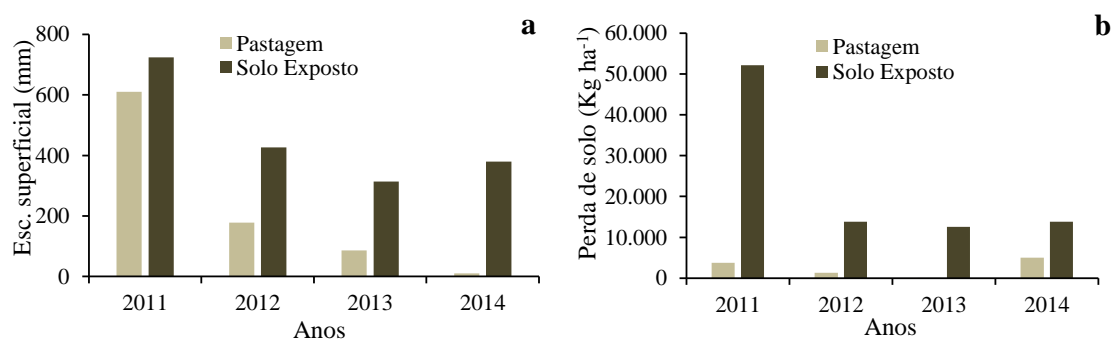 a
Esc. superficial (mm)
800
600
400
200
0
Pastagem
Solo Exposto
2011 2012 2013 2014
Anos
b
Perda de solo (Kg ha⁻¹)
60.000
50.000
40.000
30.000
20.000
10.000
0
Pastagem
Solo Exposto
2011 2012 2013 2014
Anos